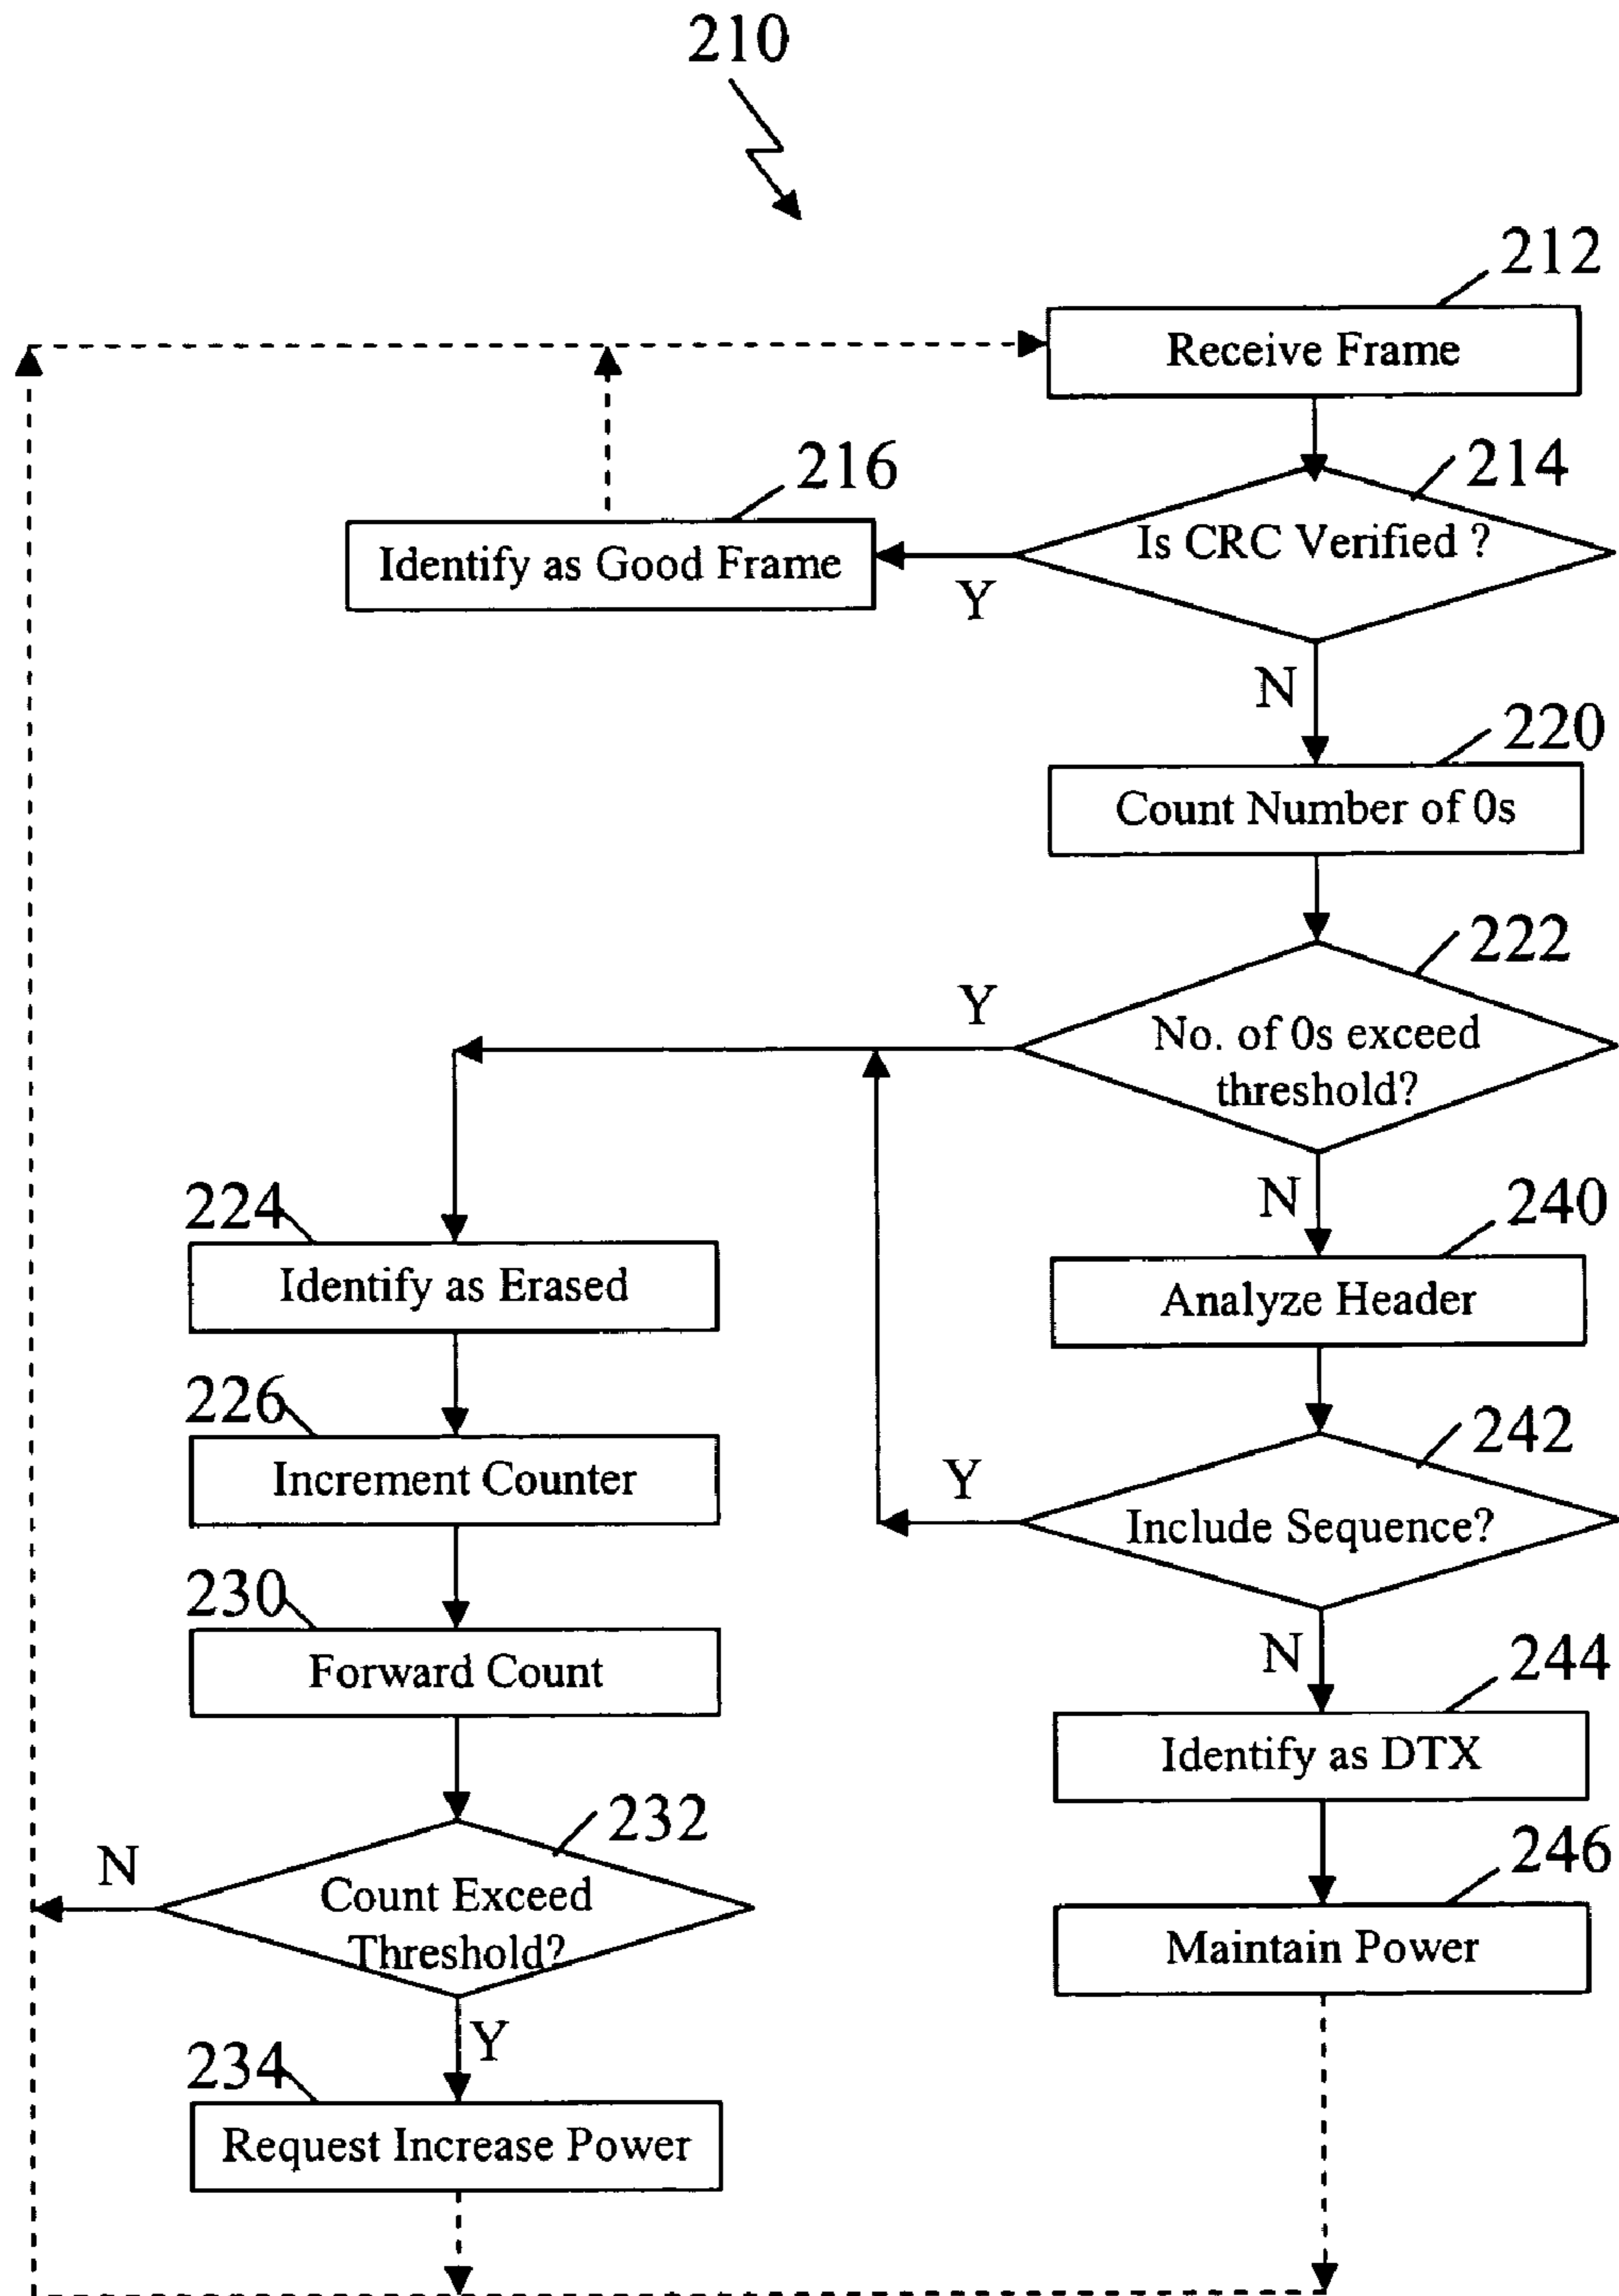 210
212
Receive Frame
214
Is CRC Verified ?
216
Identify as Good Frame
Y
N
220
Count Number of 0s
222
No. of 0s exceed
threshold?
Y
N
224
Identify as Erased
240
Analyze Header
226
Increment Counter
242
Include Sequence?
Y
N
230
Forward Count
244
Identify as DTX
232
Count Exceed
Threshold?
N
Y
246
Maintain Power
234
Request Increase Power